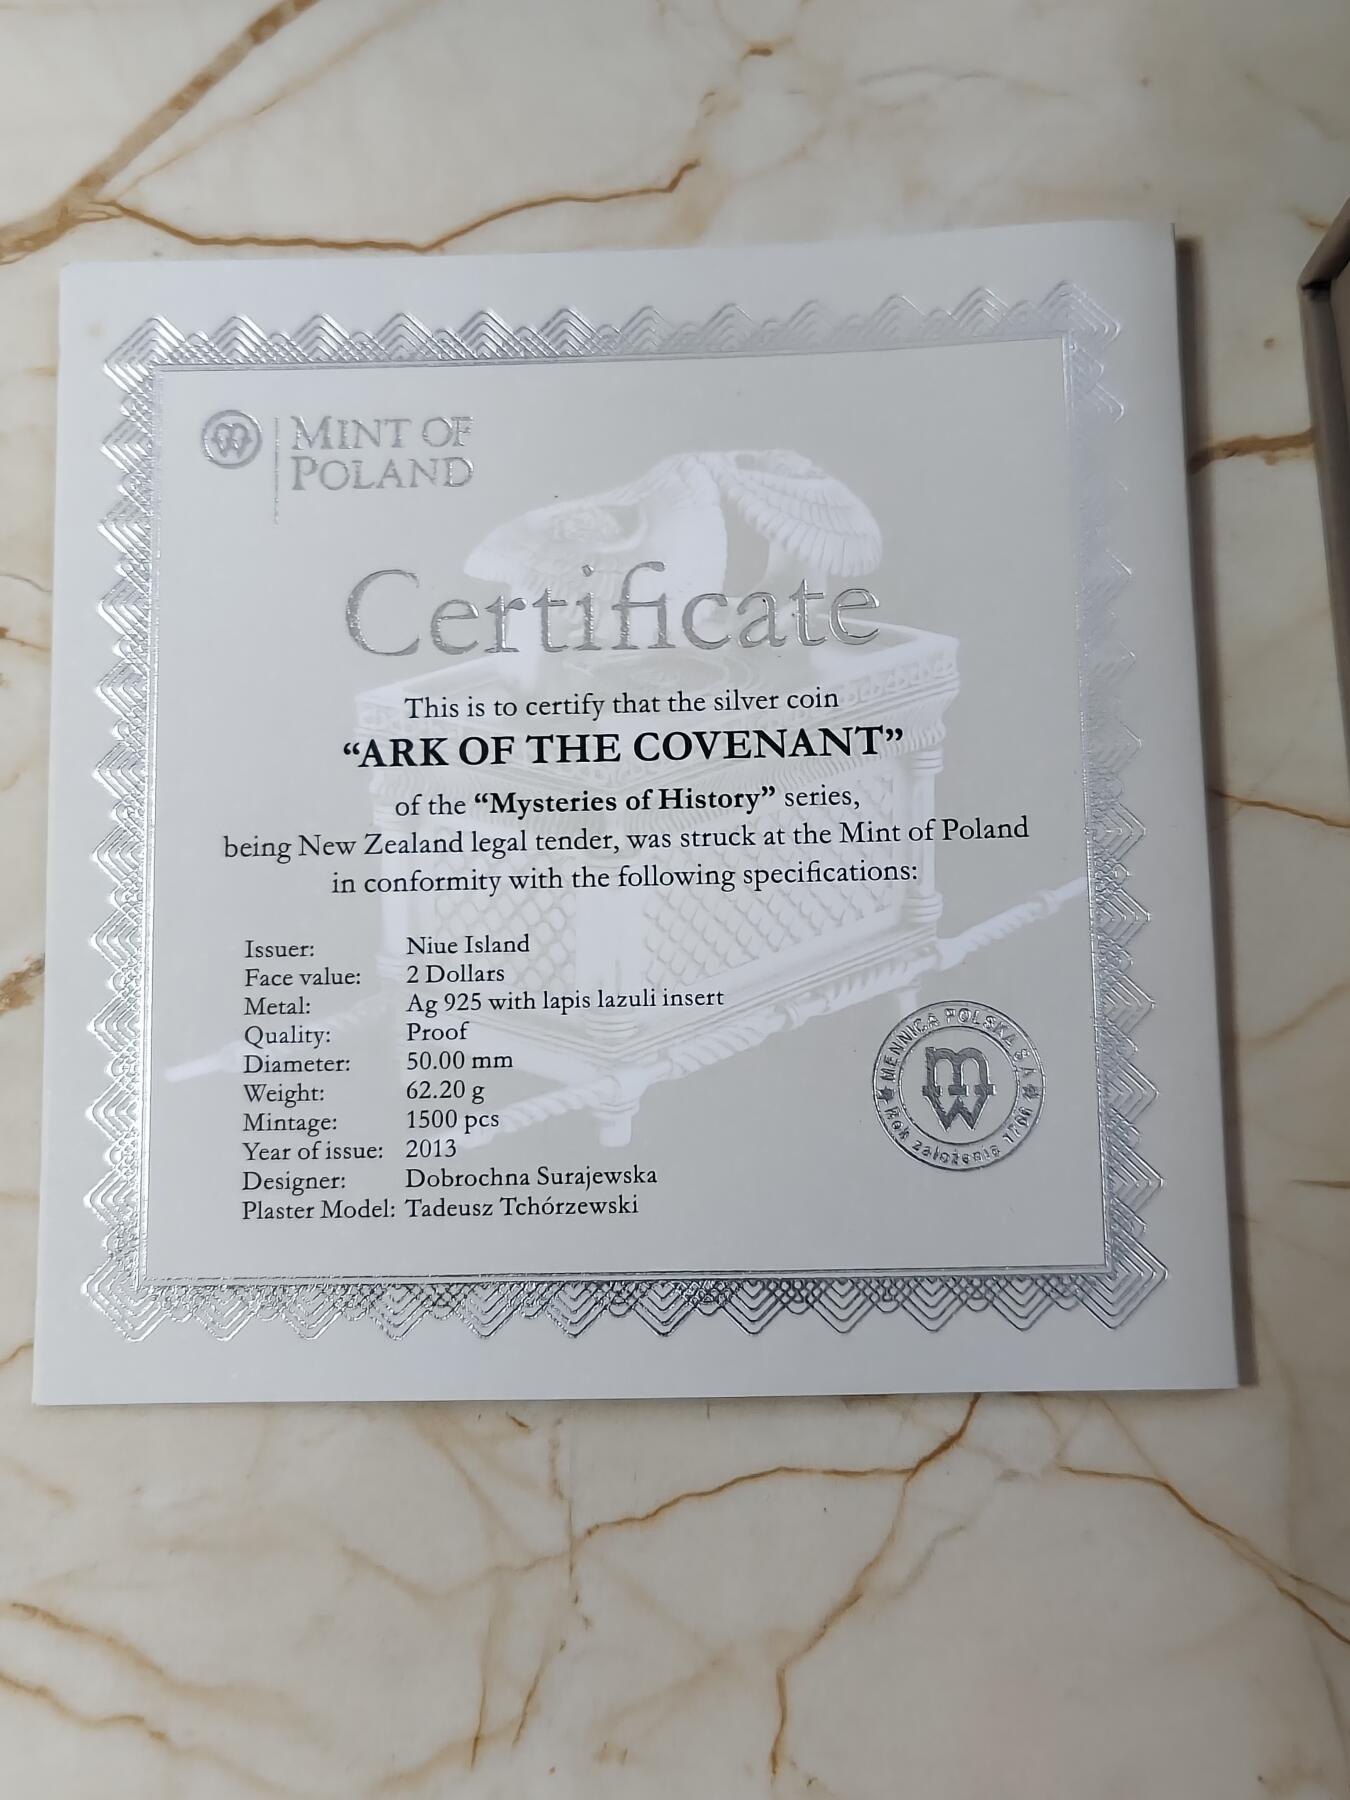 MINT OF
POLAND
Certificate
This is to certify that the silver coin
“ARK OF THE COVENANT”
of the “Mysteries of History” series,
being New Zealand legal tender, was struck at the Mint of Poland
in conformity with the following specifications:
Issuer: Niue Island
Face value: 2 Dollars
Metal: Ag 925 with lapis lazuli insert
Quality: Proof
Diameter: 50.00 mm
Weight: 62.20 g
Mintage: 1500 pcs
Year of issue: 2013
Designer: Dobrochna Surajewska
Plaster Model: Tadeusz Tchórzewski
MENNICA POLSKA S.A.
mw
Rok założenia 1766